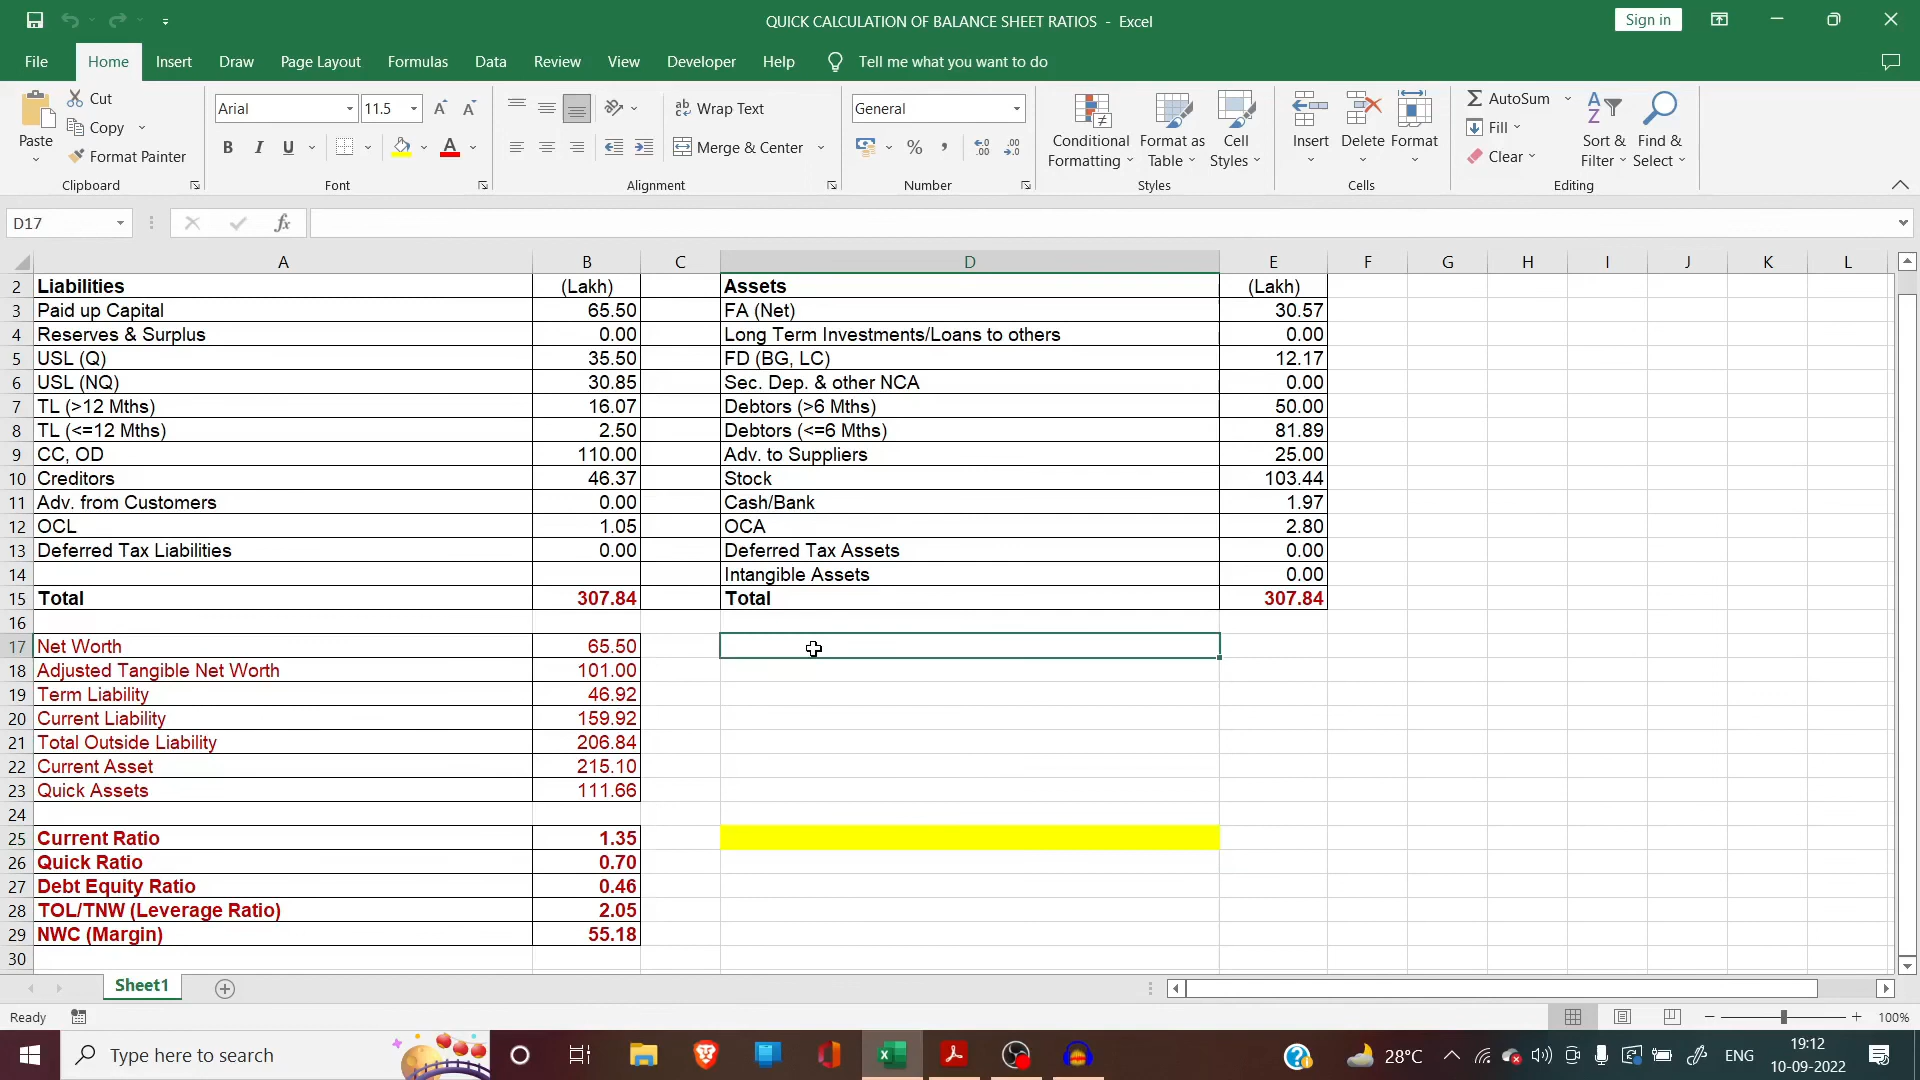 QUICK CALCULATION OF BALANCE SHEET RATIOS - Excel
Sign in
File Home Insert Draw Page Layout Formulas Data Review View Developer Help Tell me what you want to do
Paste
Cut
Copy
Format Painter
Clipboard
Arial 11.5
B I U
Font
Wrap Text
Merge & Center
Alignment
General
%
Number
Conditional Formatting
Format as Table
Cell Styles
Styles
Insert
Delete
Format
Cells
AutoSum
Fill
Clear
Sort & Filter
Find & Select
Editing
D17
fx
A B C D E F G H I J K L
2 Liabilities (Lakh) Assets (Lakh)
3 Paid up Capital 65.50 FA (Net) 30.57
4 Reserves & Surplus 0.00 Long Term Investments/Loans to others 0.00
5 USL (Q) 35.50 FD (BG, LC) 12.17
6 USL (NQ) 30.85 Sec. Dep. & other NCA 0.00
7 TL (>12 Mths) 16.07 Debtors (>6 Mths) 50.00
8 TL (<=12 Mths) 2.50 Debtors (<=6 Mths) 81.89
9 CC, OD 110.00 Adv. to Suppliers 25.00
10 Creditors 46.37 Stock 103.44
11 Adv. from Customers 0.00 Cash/Bank 1.97
12 OCL 1.05 OCA 2.80
13 Deferred Tax Liabilities 0.00 Deferred Tax Assets 0.00
14 Intangible Assets 0.00
15 Total 307.84 Total 307.84
16
17 Net Worth 65.50
18 Adjusted Tangible Net Worth 101.00
19 Term Liability 46.92
20 Current Liability 159.92
21 Total Outside Liability 206.84
22 Current Asset 215.10
23 Quick Assets 111.66
24
25 Current Ratio 1.35
26 Quick Ratio 0.70
27 Debt Equity Ratio 0.46
28 TOL/TNW (Leverage Ratio) 2.05
29 NWC (Margin) 55.18
30
Sheet1
Ready
100%
Type here to search
28°C
ENG
19:12
10-09-2022